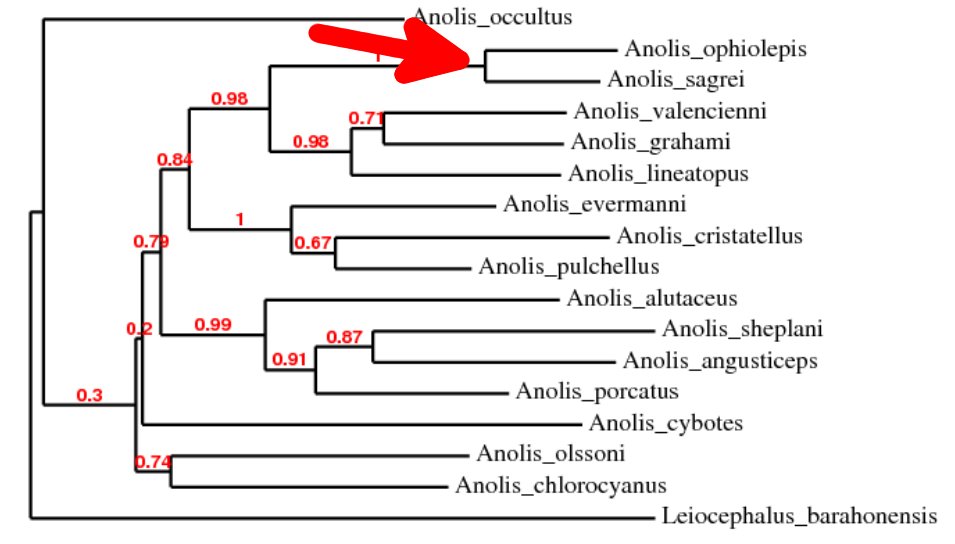 Anolis_occultus
Anolis_ophiolepis
1
Anolis_sagrei
0.98
Anolis_valencienni
0.71
Anolis_grahami
0.98
0.84
Anolis_lineatopus
Anolis_evermanni
1
Anolis_cristatellus
0.67
0.79
Anolis_pulchellus
Anolis_alutaceus
0.99
0.2
Anolis_sheplani
0.87
0.91
Anolis_angusticeps
Anolis_porcatus
0.3
Anolis_cybotes
Anolis_olssoni
0.74
Anolis_chlorocyanus
Leiocephalus_barahonensis